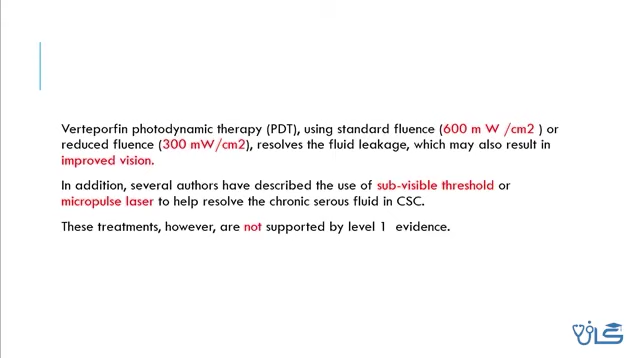 Verteporfin photodynamic therapy (PDT), using standard fluence (600 m W /cm2 ) or
reduced fluence (300 mW/cm2), resolves the fluid leakage, which may also result in
improved vision.
In addition, several authors have described the use of sub-visible threshold or
micropulse laser to help resolve the chronic serous fluid in CSC.
These treatments, however, are not supported by level 1  evidence.